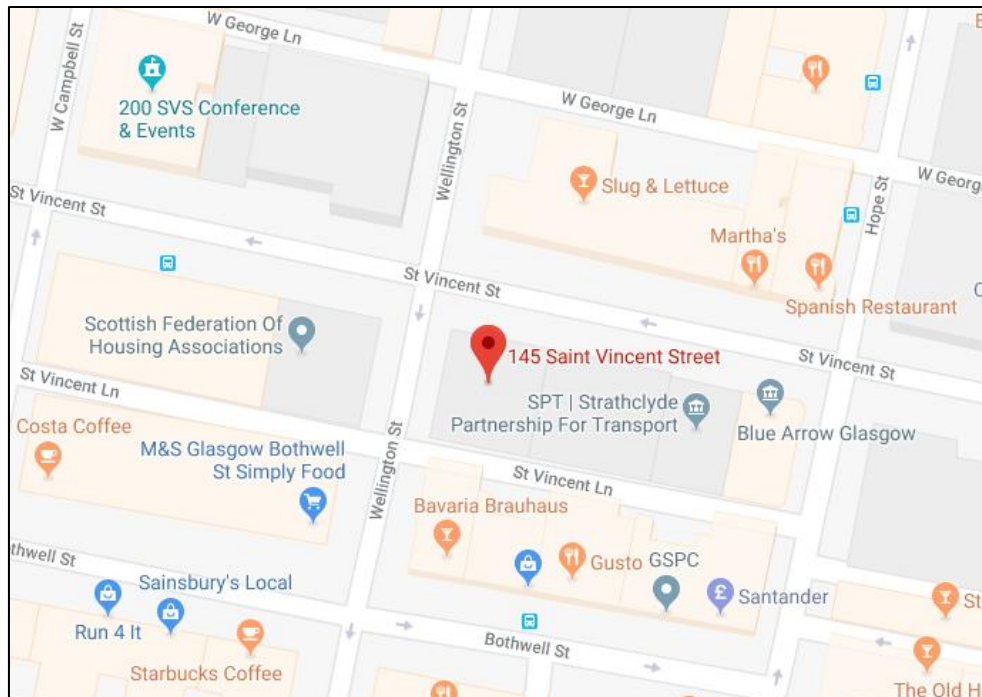 W George Ln
W Campbell St
200 SVS Conference
& Events
Wellington St
W George Ln
W George
Hope St
St Vincent St
Slug & Lettuce
Martha's
Spanish Restaurant
St Vincent St
Scottish Federation Of
Housing Associations
145 Saint Vincent Street
St Vincent St
SPT | Strathclyde
Partnership For Transport
Blue Arrow Glasgow
St Vincent Ln
Costa Coffee
M&S Glasgow Bothwell
St Simply Food
Wellington St
St Vincent Ln
Bavaria Brauhaus
Gusto
GSPC
Santander
£
thwell St
Sainsbury's Local
Run 4 It
Starbucks Coffee
Bothwell St
St
The Old H